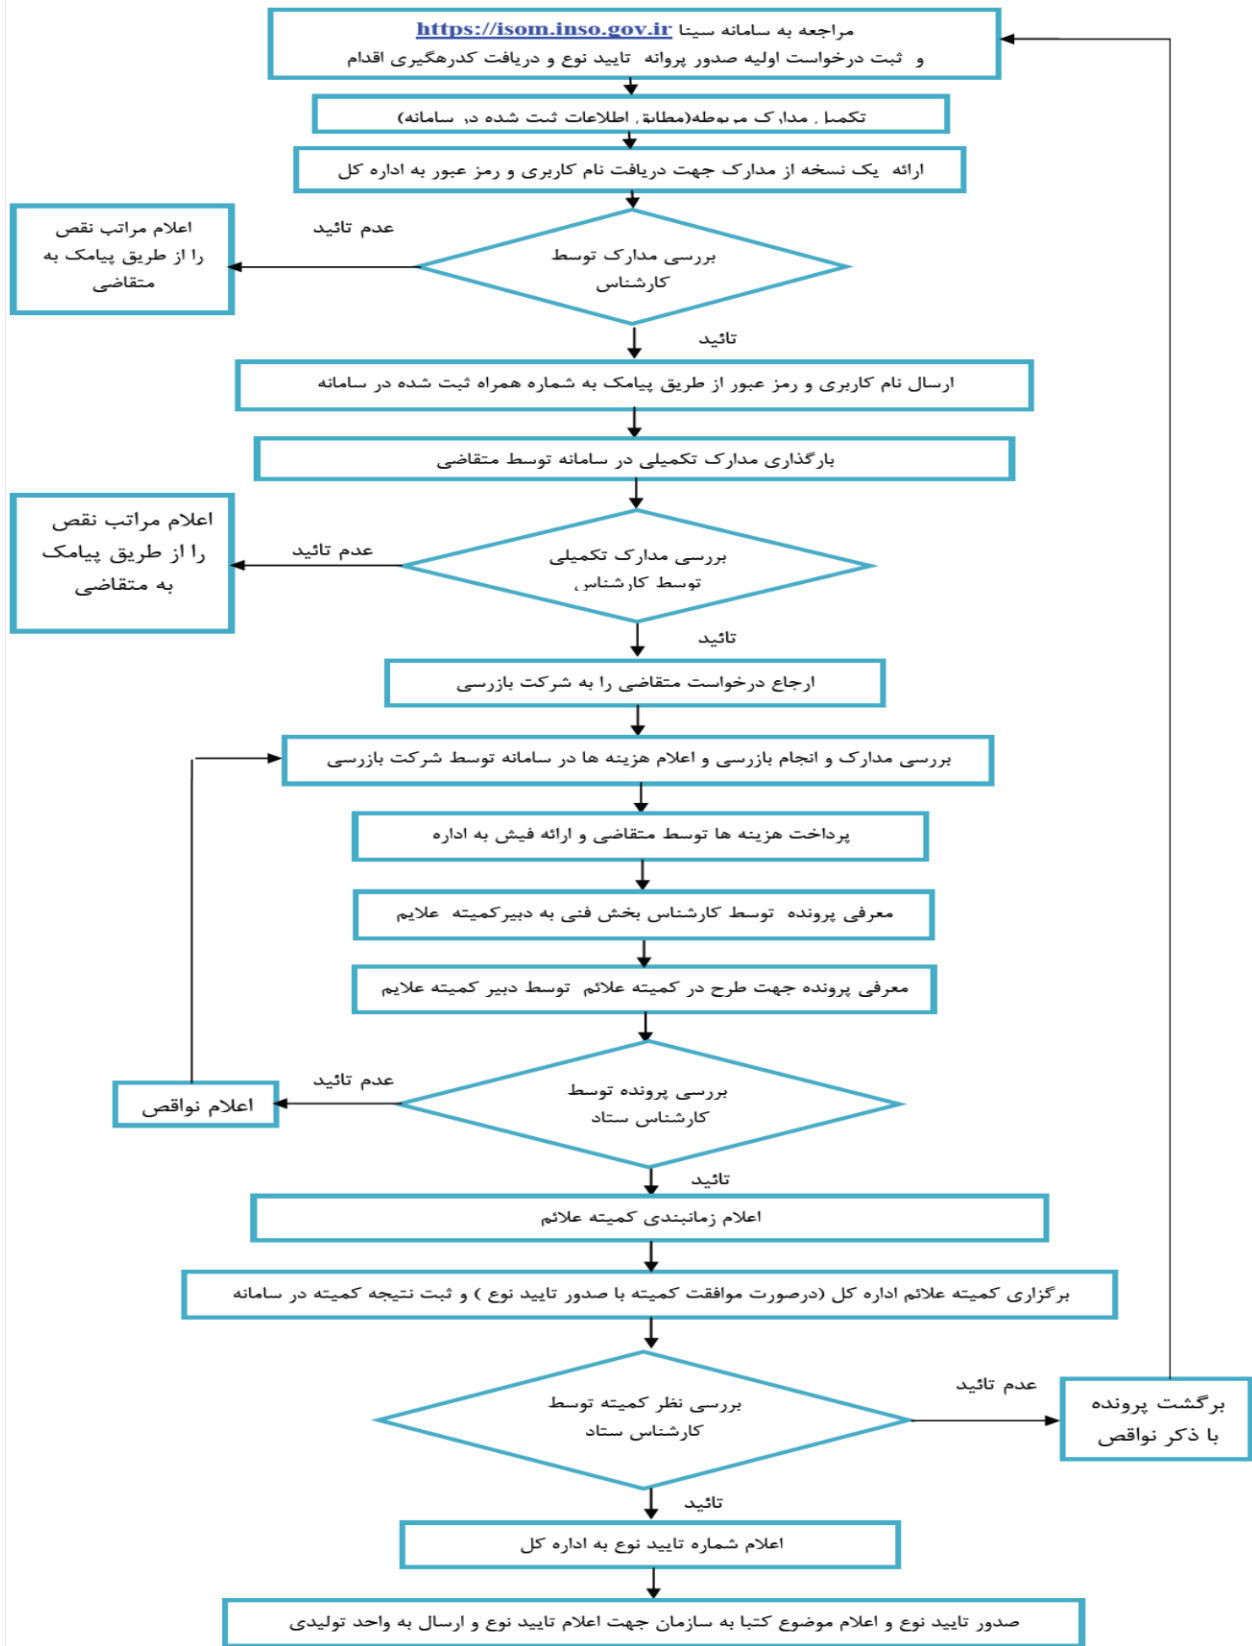 مراجعه به سامانه سینا https://isom.inso.gov.ir
و ثبت درخواست اولیه صدور پروانه تایید نوع و دریافت کدرهگیری اقدام
تکمیل مدارک مربوطه(مطابق اطلاعات ثبت شده در سامانه)
ارائه یک نسخه از مدارک جهت دریافت نام کاربری و رمز عبور به اداره کل
بررسی مدارک توسط
کارشناس
عدم تائید
اعلام مراتب نقص
را از طریق پیامک به
متقاضی
تائید
ارسال نام کاربری و رمز عبور از طریق پیامک به شماره همراه ثبت شده در سامانه
بارگذاری مدارک تکمیلی در سامانه توسط متقاضی
بررسی مدارک تکمیلی
توسط کارشناس
عدم تائید
اعلام مراتب نقص
را از طریق پیامک
به متقاضی
تائید
ارجاع درخواست متقاضی را به شرکت بازرسی
بررسی مدارک و انجام بازرسی و اعلام هزینه ها در سامانه توسط شرکت بازرسی
پرداخت هزینه ها توسط متقاضی و ارائه فیش به اداره
معرفی پرونده توسط کارشناس بخش فنی به دبیرکمیته علایم
معرفی پرونده جهت طرح در کمیته علائم توسط دبیر کمیته علایم
بررسی پرونده توسط
کارشناس ستاد
عدم تائید
اعلام نواقص
تائید
اعلام زمانبندی کمیته علائم
برگزاری کمیته علائم اداره کل (درصورت موافقت کمیته با صدور تایید نوع ) و ثبت نتیجه کمیته در سامانه
بررسی نظر کمیته توسط
کارشناس ستاد
عدم تائید
برگشت پرونده
با ذکر نواقص
تائید
اعلام شماره تایید نوع به اداره کل
صدور تایید نوع و اعلام موضوع کتبا به سازمان جهت اعلام تایید نوع و ارسال به واحد تولیدی